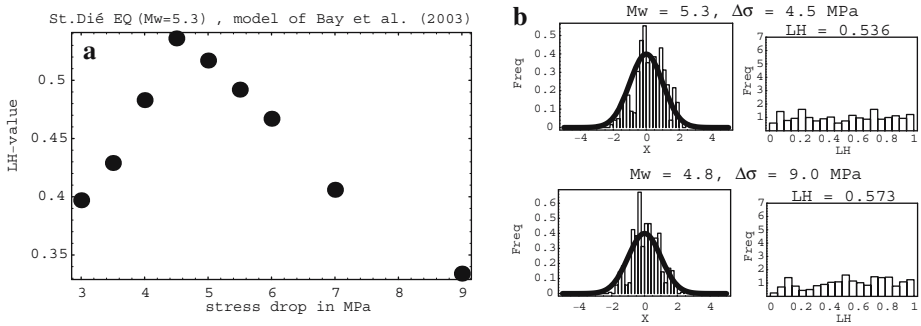 St.Dié EQ (Mw=5.3) , model of Bay et al. (2003)
a
LH-value
0.5
0.45
0.4
0.35
3 4 5 6 7 8 9
stress drop in MPa
b
Mw = 5.3, Δσ = 4.5 MPa
Freq
0.5
0.4
0.3
0.2
0.1
0
−4 −2 0 2 4
X
LH = 0.536
Freq
7
6
5
4
3
2
1
0 0.2 0.4 0.6 0.8 1
LH
Mw = 4.8, Δσ = 9.0 MPa
Freq
0.6
0.5
0.4
0.3
0.2
0.1
0
−4 −2 0 2 4
X
LH = 0.573
Freq
7
6
5
4
3
2
1
0 0.2 0.4 0.6 0.8 1
LH